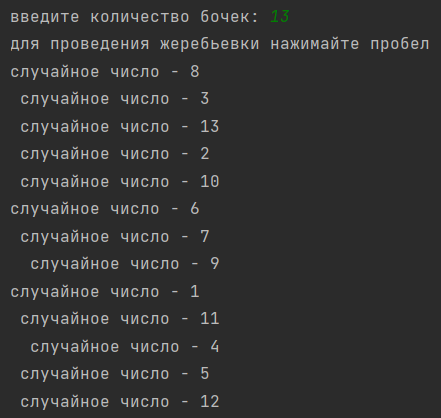 введите количество бочек: 13
для проведения жеребьевки нажимайте пробел
случайное число - 8
 случайное число - 3
 случайное число - 13
 случайное число - 2
 случайное число - 10
случайное число - 6
 случайное число - 7
  случайное число - 9
случайное число - 1
 случайное число - 11
  случайное число - 4
 случайное число - 5
 случайное число - 12